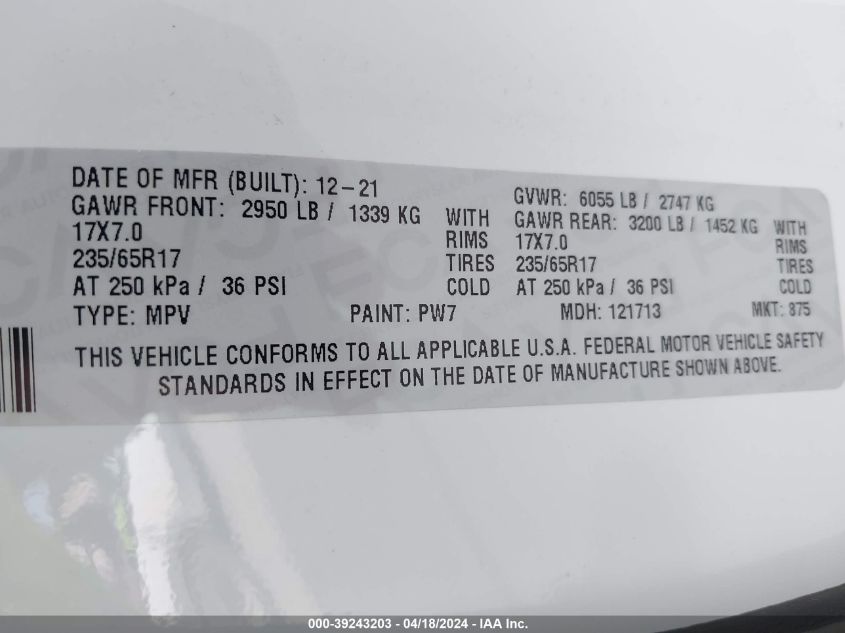 DATE OF MFR (BUILT): 12-21 GVWR: 6055 LB / 2747 KG
GAWR FRONT: 2950 LB / 1339 KG WITH GAWR REAR: 3200 LB / 1452 KG WITH
17X7.0 RIMS 17X7.0 RIMS
235/65R17 TIRES 235/65R17 TIRES
AT 250 kPa / 36 PSI COLD AT 250 kPa / 36 PSI COLD
TYPE: MPV PAINT: PW7 MDH: 121713 MKT: 875
THIS VEHICLE CONFORMS TO ALL APPLICABLE U.S.A. FEDERAL MOTOR VEHICLE SAFETY
STANDARDS IN EFFECT ON THE DATE OF MANUFACTURE SHOWN ABOVE.
000-39243203 - 04/18/2024 - IAA Inc.